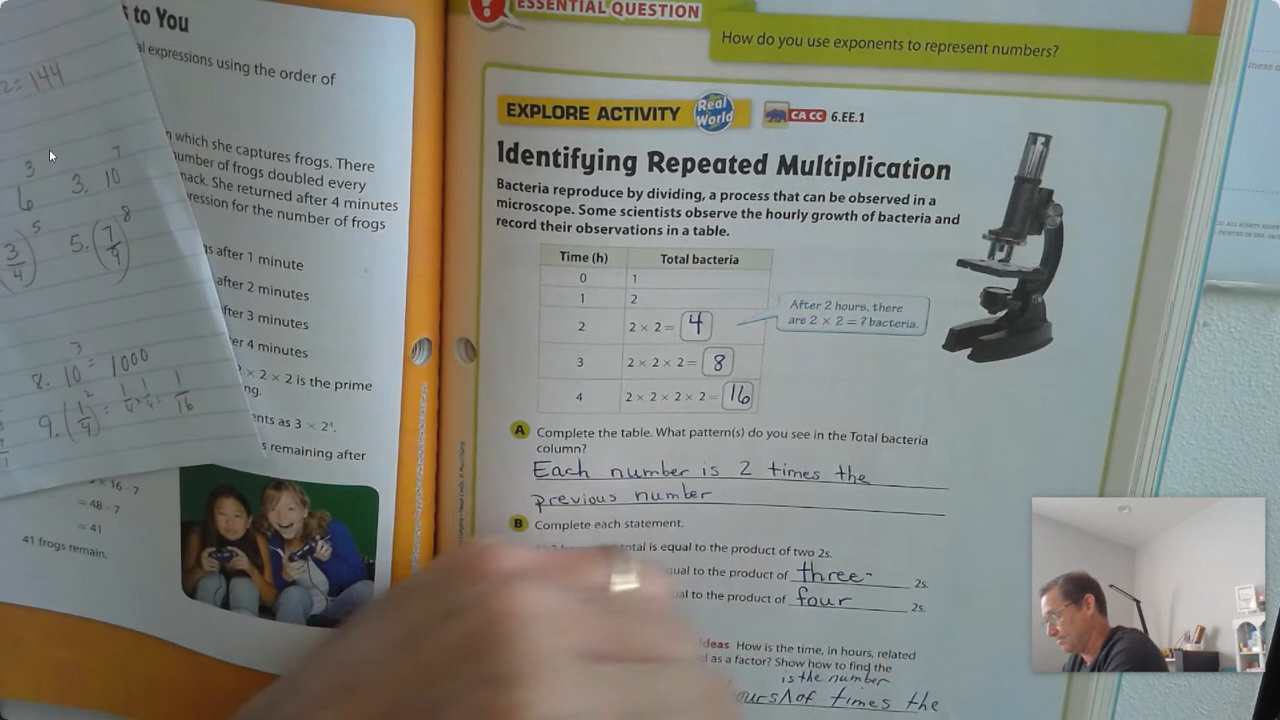 2 = 144
3
6
7
3. 10
5
(3/4)
8
5. (7/9)
3
8. 10 = 1000
2
9. (1/4) = 1/4 × 1/4 = 1/16
to You
al expressions using the order of
which she captures frogs. There
number of frogs doubled every
She returned after 4 minutes
for the number of frogs
after 1 minute
after 2 minutes
after 3 minutes
4 minutes
× 2 × 2 is the prime
as 3 × 2⁴.
remaining after
× 16 - 7
= 48 - 7
= 41
41 frogs remain.
ESSENTIAL QUESTION
How do you use exponents to represent numbers?
EXPLORE ACTIVITY Real World CA CC 6.EE.1
Identifying Repeated Multiplication
Bacteria reproduce by dividing, a process that can be observed in a
microscope. Some scientists observe the hourly growth of bacteria and
record their observations in a table.
Time (h) Total bacteria
0 1
1 2
2 2 × 2 = 4
3 2 × 2 × 2 = 8
4 2 × 2 × 2 × 2 = 16
After 2 hours, there
are 2 × 2 = ? bacteria.
A Complete the table. What pattern(s) do you see in the Total bacteria
column?
Each number is 2 times the
previous number
B Complete each statement.
total is equal to the product of two 2s.
to the product of three 2s.
to the product of four 2s.
How is the time, in hours, related
as a factor? Show how to find the
is the number
of times the